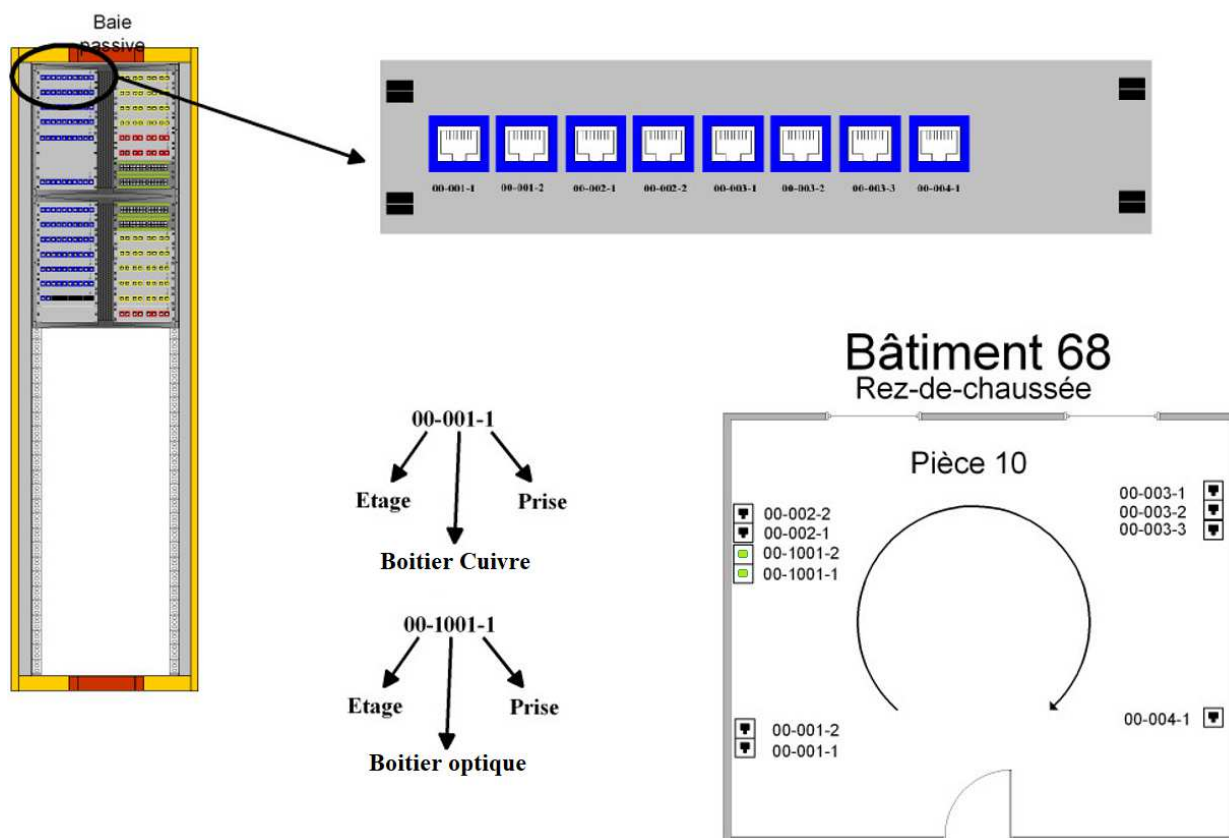 Baie
passive
00-001-1 00-001-2 00-002-1 00-002-2 00-003-1 00-003-2 00-003-3 00-004-1
00-001-1
Etage
Prise
Boitier Cuivre
00-1001-1
Etage
Prise
Boitier optique
Bâtiment 68
Rez-de-chaussée
Pièce 10
00-002-2
00-002-1
00-1001-2
00-1001-1
00-003-1
00-003-2
00-003-3
00-001-2
00-001-1
00-004-1